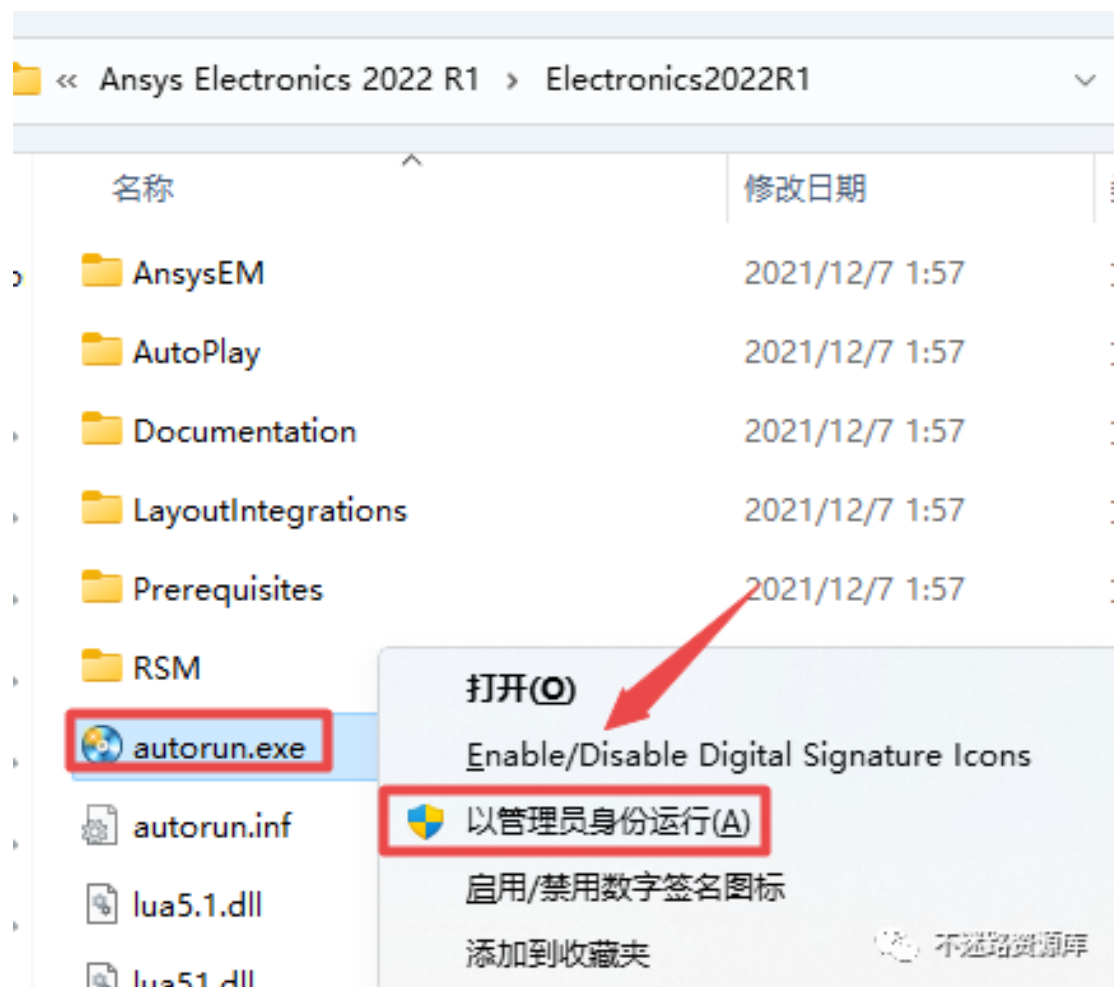 « Ansys Electronics 2022 R1 › Electronics2022R1
名称 修改日期
AnsysEM 2021/12/7 1:57
AutoPlay 2021/12/7 1:57
Documentation 2021/12/7 1:57
LayoutIntegrations 2021/12/7 1:57
Prerequisites 2021/12/7 1:57
RSM
打开(O)
autorun.exe
Enable/Disable Digital Signature Icons
以管理员身份运行(A)
autorun.inf
启用/禁用数字签名图标
lua5.1.dll
添加到收藏夹
不迷路资源库
lua51.dll